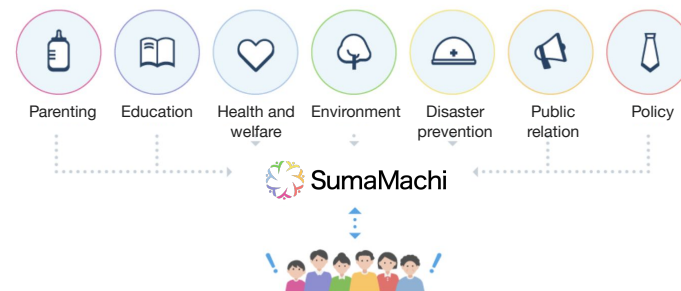 Parenting
Education
Health and
welfare
Environment
Disaster
prevention
Public
relation
Policy
SumaMachi